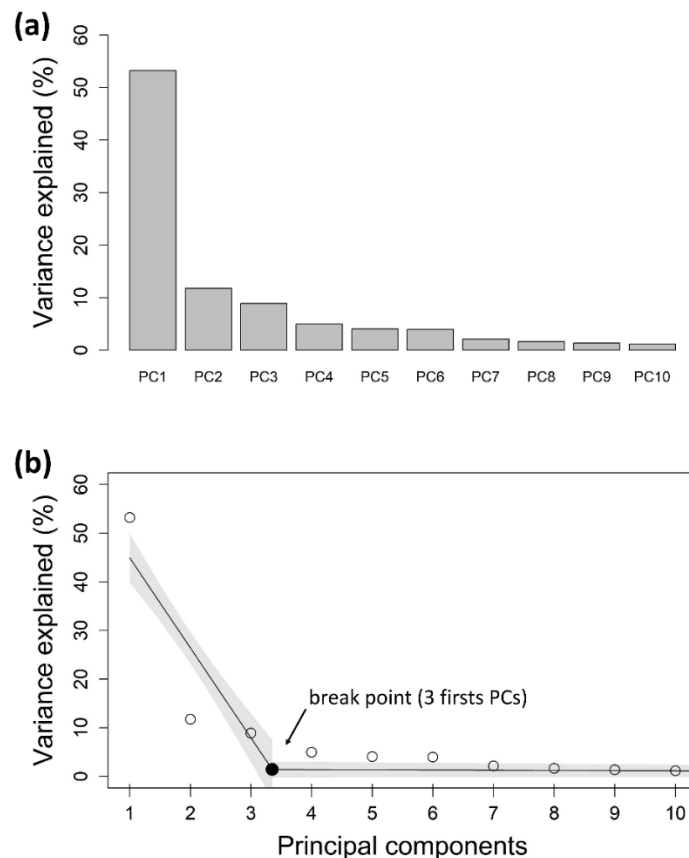 (a)
Variance explained (%)
60
50
40
30
20
10
0
PC1 PC2 PC3 PC4 PC5 PC6 PC7 PC8 PC9 PC10
(b)
Variance explained (%)
60
50
40
30
20
10
0
break point (3 firsts PCs)
1 2 3 4 5 6 7 8 9 10
Principal components